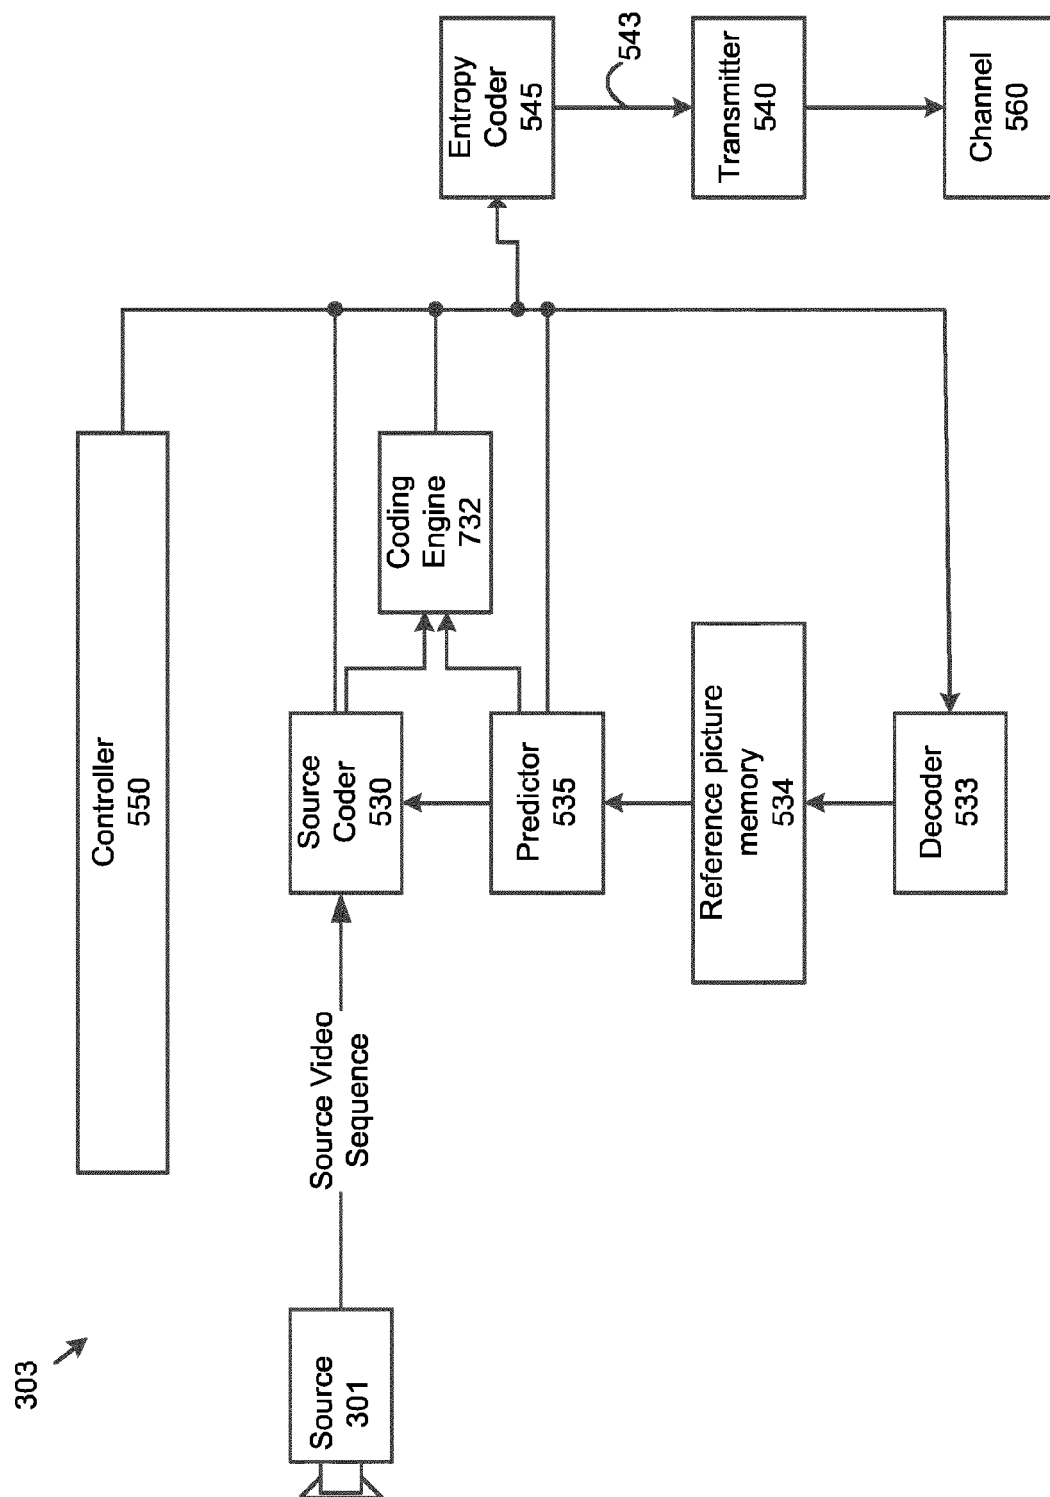 303
Controller
550
Source
301
Source Video
Sequence
Source
Coder
530
Coding
Engine
732
Predictor
535
Reference picture
memory
534
Decoder
533
Entropy
Coder
545
543
Transmitter
540
Channel
560